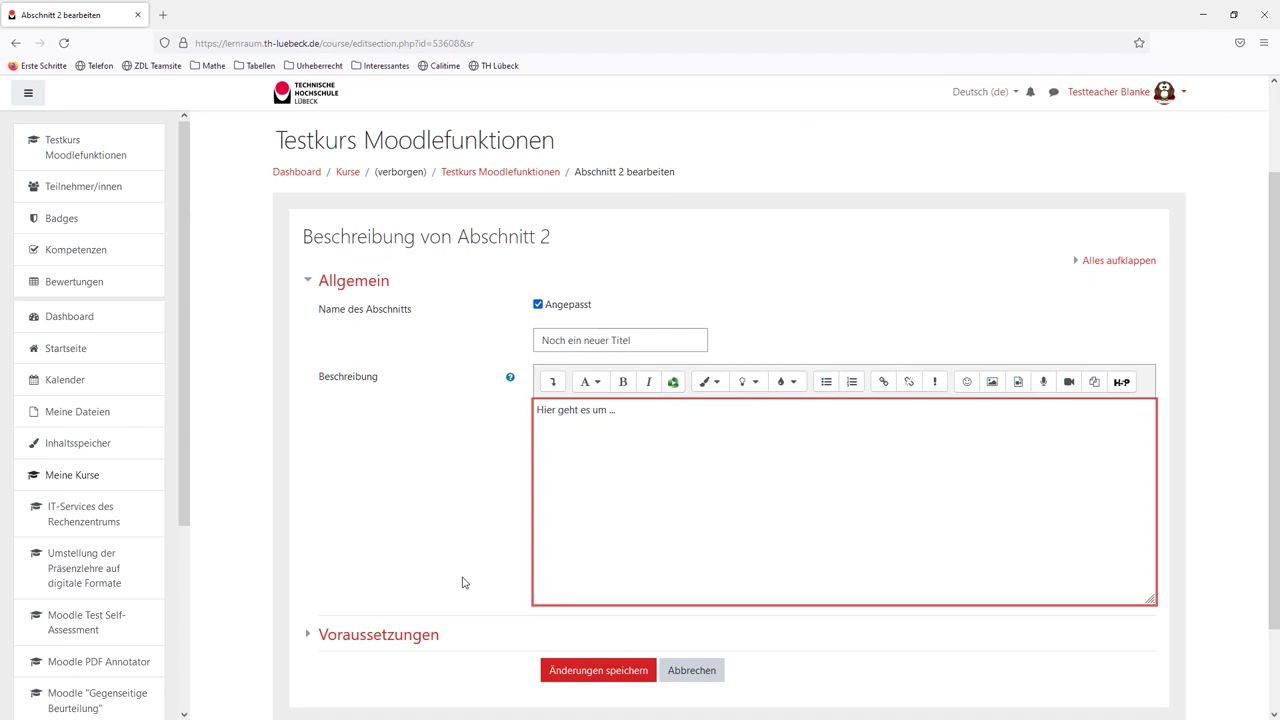 Abschnitt 2 bearbeiten
https://lernraum.th-luebeck.de/course/editsection.php?id=53608&sr
Erste Schritte Telefon ZDL Teamsite Mathe Tabellen Urheberrecht Interessantes Calitime TH Lübeck
TECHNISCHE
HOCHSCHULE
LÜBECK
Deutsch (de) Testteacher Blanke
Testkurs
Moodlefunktionen
Teilnehmer/innen
Badges
Kompetenzen
Bewertungen
Dashboard
Startseite
Kalender
Meine Dateien
Inhaltsspeicher
Meine Kurse
IT-Services des
Rechenzentrums
Umstellung der
Präsenzlehre auf
digitale Formate
Moodle Test Self-
Assessment
Moodle PDF Annotator
Moodle "Gegenseitige
Beurteilung"
Testkurs Moodlefunktionen
Dashboard / Kurse / (verborgen) / Testkurs Moodlefunktionen / Abschnitt 2 bearbeiten
Beschreibung von Abschnitt 2
Alles aufklappen
Allgemein
Name des Abschnitts
Angepasst
Noch ein neuer Titel
Beschreibung
A B I H-P
Hier geht es um ...
Voraussetzungen
Änderungen speichern Abbrechen